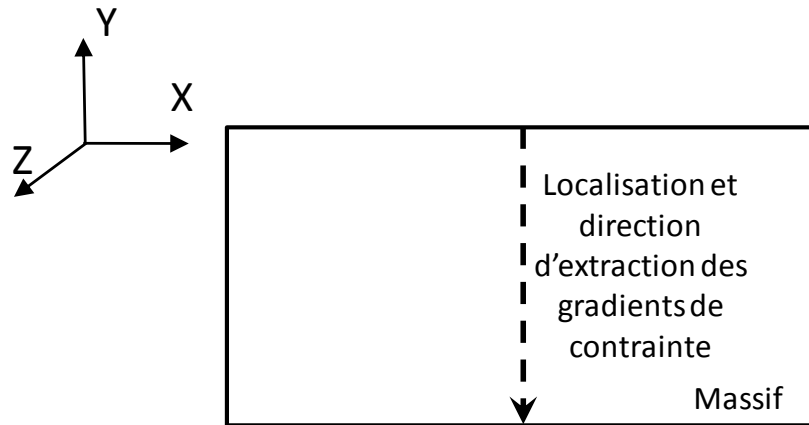 Y
X
Z
Localisation et
direction
d'extraction des
gradients de
contrainte
Massif